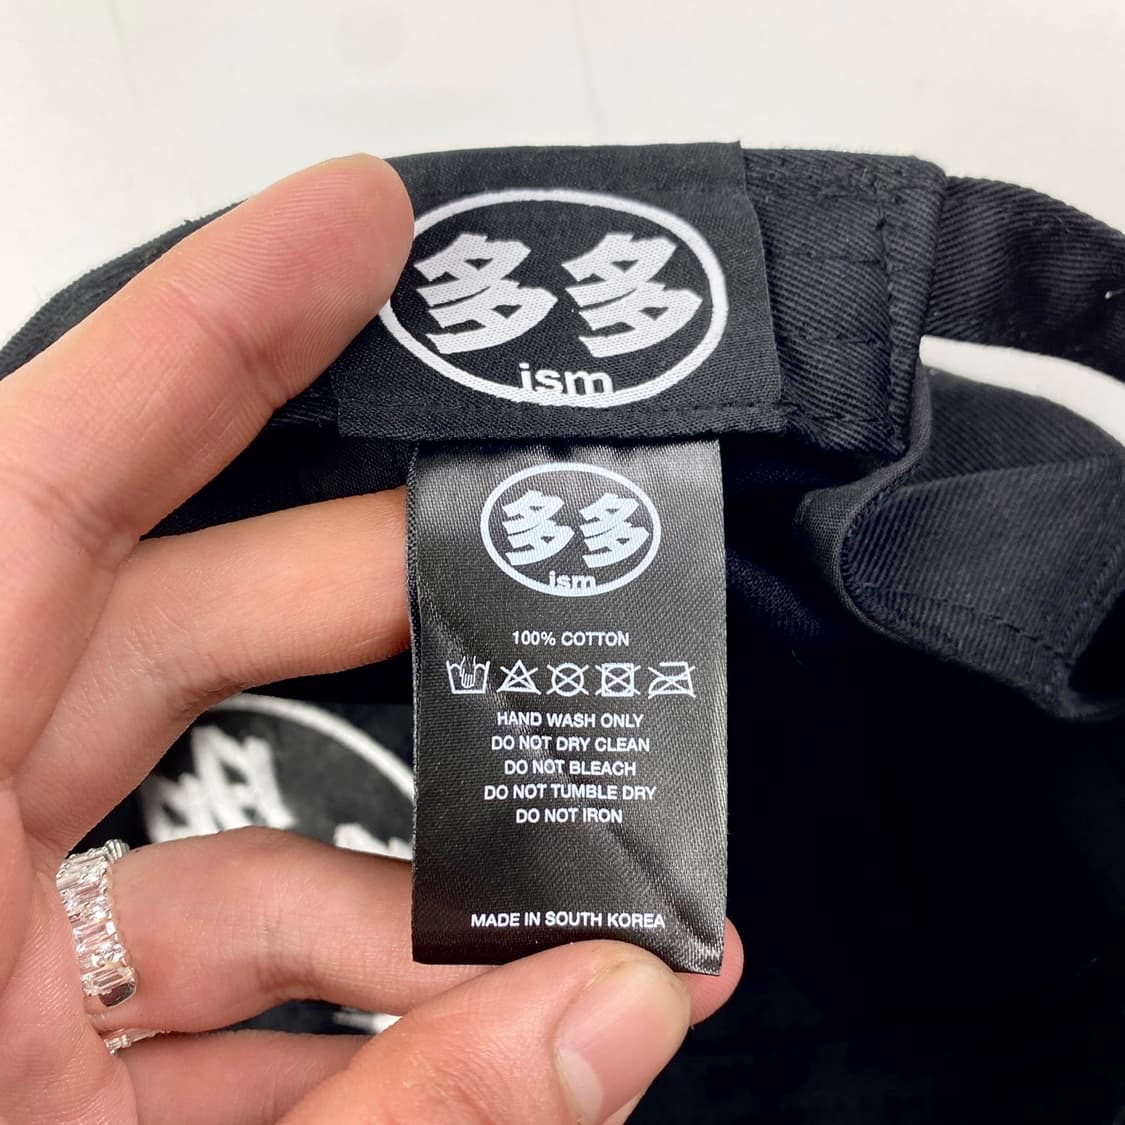 多多
ism
多多
ism
100% COTTON
HAND WASH ONLY
DO NOT DRY CLEAN
DO NOT BLEACH
DO NOT TUMBLE DRY
DO NOT IRON
MADE IN SOUTH KOREA